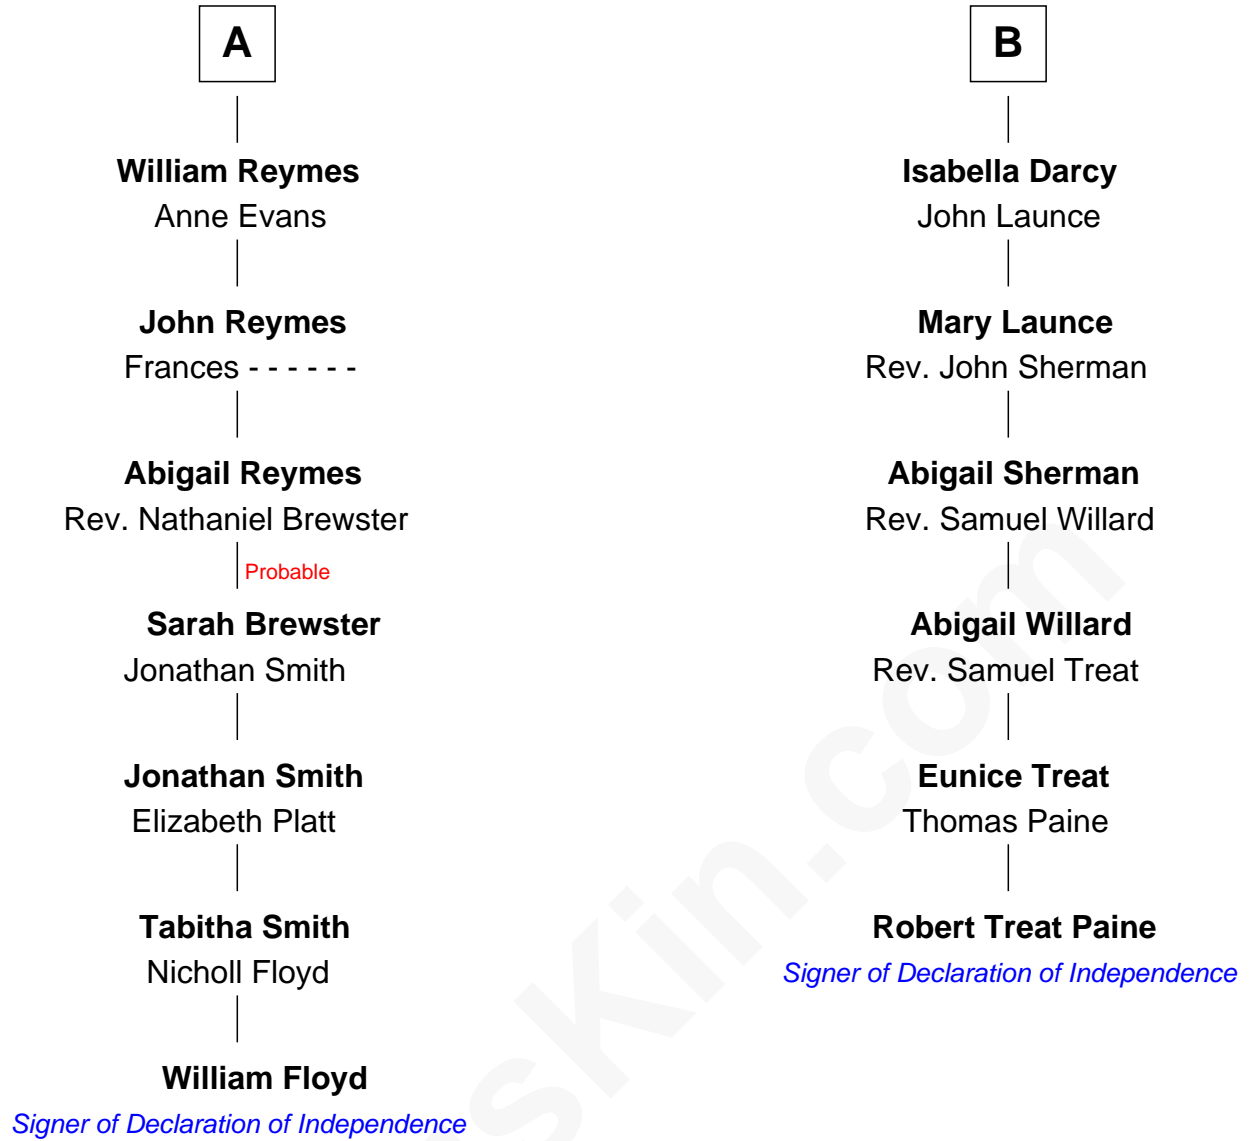 A
William Reymes
Anne Evans
John Reymes
Frances - - - - - -
Abigail Reymes
Rev. Nathaniel Brewster
Probable
Sarah Brewster
Jonathan Smith
Jonathan Smith
Elizabeth Platt
Tabitha Smith
Nicholl Floyd
William Floyd
Signer of Declaration of Independence
B
Isabella Darcy
John Launce
Mary Launce
Rev. John Sherman
Abigail Sherman
Rev. Samuel Willard
Abigail Willard
Rev. Samuel Treat
Eunice Treat
Thomas Paine
Robert Treat Paine
Signer of Declaration of Independence
sKin.com